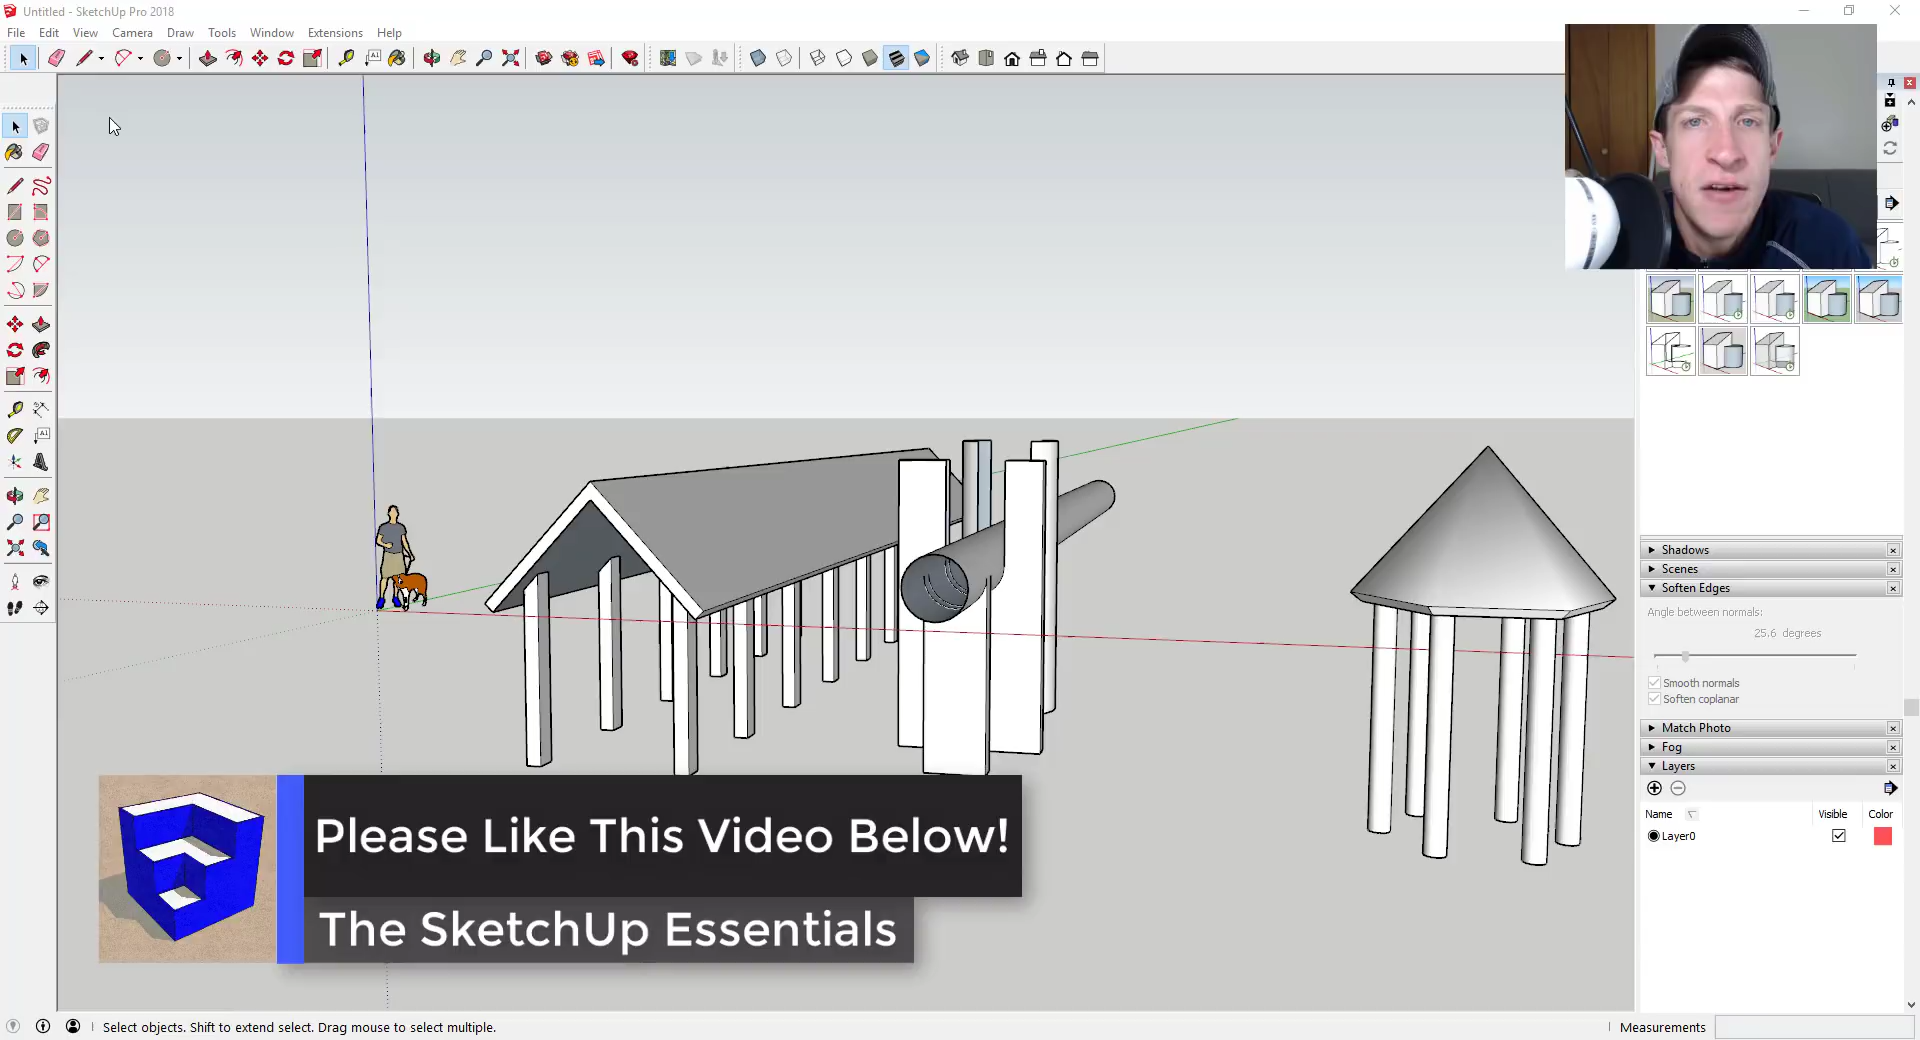 Untitled - SketchUp Pro 2018
File Edit View Camera Draw Tools Window Extensions Help
Shadows
Scenes
Soften Edges
Angle between normals:
25.6 degrees
Smooth normals
Soften coplanar
Match Photo
Fog
Layers
Name Visible Color
Layer0
Please Like This Video Below!
The SketchUp Essentials
Select objects. Shift to extend select. Drag mouse to select multiple.
Measurements